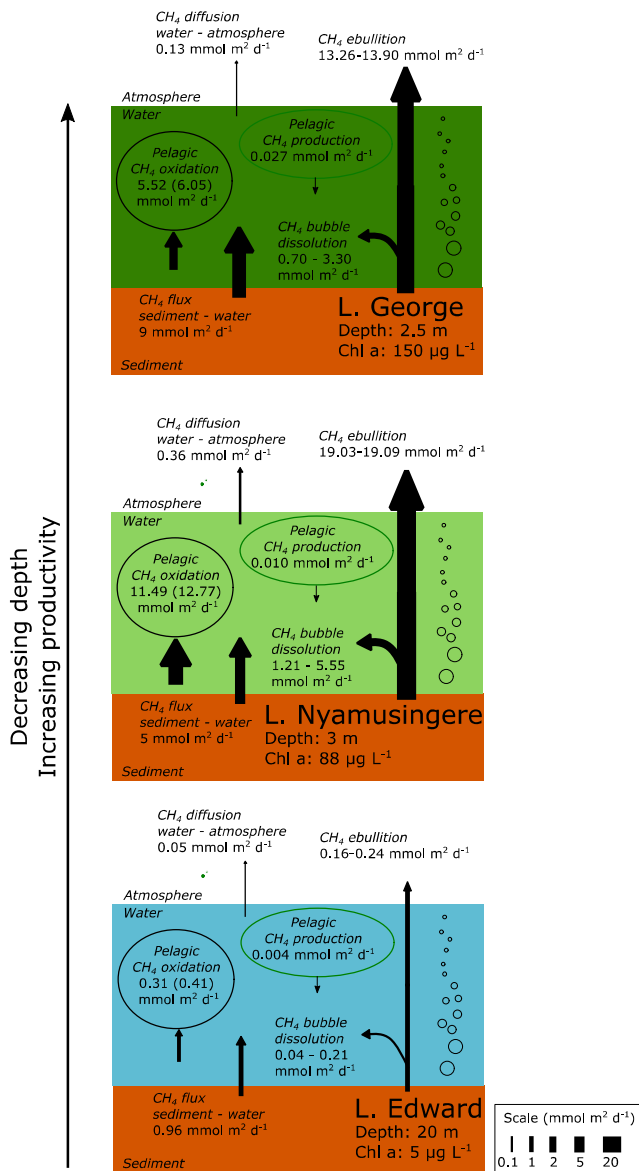 CH₄ diffusion
water - atmosphere
0.13 mmol m² d⁻¹
CH₄ ebullition
13.26-13.90 mmol m² d⁻¹
Atmosphere
Water
Pelagic
CH₄ oxidation
5.52 (6.05)
mmol m² d⁻¹
Pelagic
CH₄ production
0.027 mmol m² d⁻¹
CH₄ bubble
dissolution
0.70 - 3.30
mmol m² d⁻¹
CH₄ flux
sediment - water
9 mmol m² d⁻¹
L. George
Depth: 2.5 m
Chl a: 150 µg L⁻¹
Sediment
CH₄ diffusion
water - atmosphere
0.36 mmol m² d⁻¹
CH₄ ebullition
19.03-19.09 mmol m² d⁻¹
Atmosphere
Water
Pelagic
CH₄ oxidation
11.49 (12.77)
mmol m² d⁻¹
Pelagic
CH₄ production
0.010 mmol m² d⁻¹
CH₄ bubble
dissolution
1.21 - 5.55
mmol m² d⁻¹
CH₄ flux
sediment - water
5 mmol m² d⁻¹
L. Nyamusingere
Depth: 3 m
Chl a: 88 µg L⁻¹
Sediment
CH₄ diffusion
water - atmosphere
0.05 mmol m² d⁻¹
CH₄ ebullition
0.16-0.24 mmol m² d⁻¹
Atmosphere
Water
Pelagic
CH₄ oxidation
0.31 (0.41)
mmol m² d⁻¹
Pelagic
CH₄ production
0.004 mmol m² d⁻¹
CH₄ bubble
dissolution
0.04 - 0.21
mmol m² d⁻¹
CH₄ flux
sediment - water
0.96 mmol m² d⁻¹
L. Edward
Depth: 20 m
Chl a: 5 µg L⁻¹
Sediment
Decreasing depth
Increasing productivity
Scale (mmol m² d⁻¹)
0.1 1 2 5 20